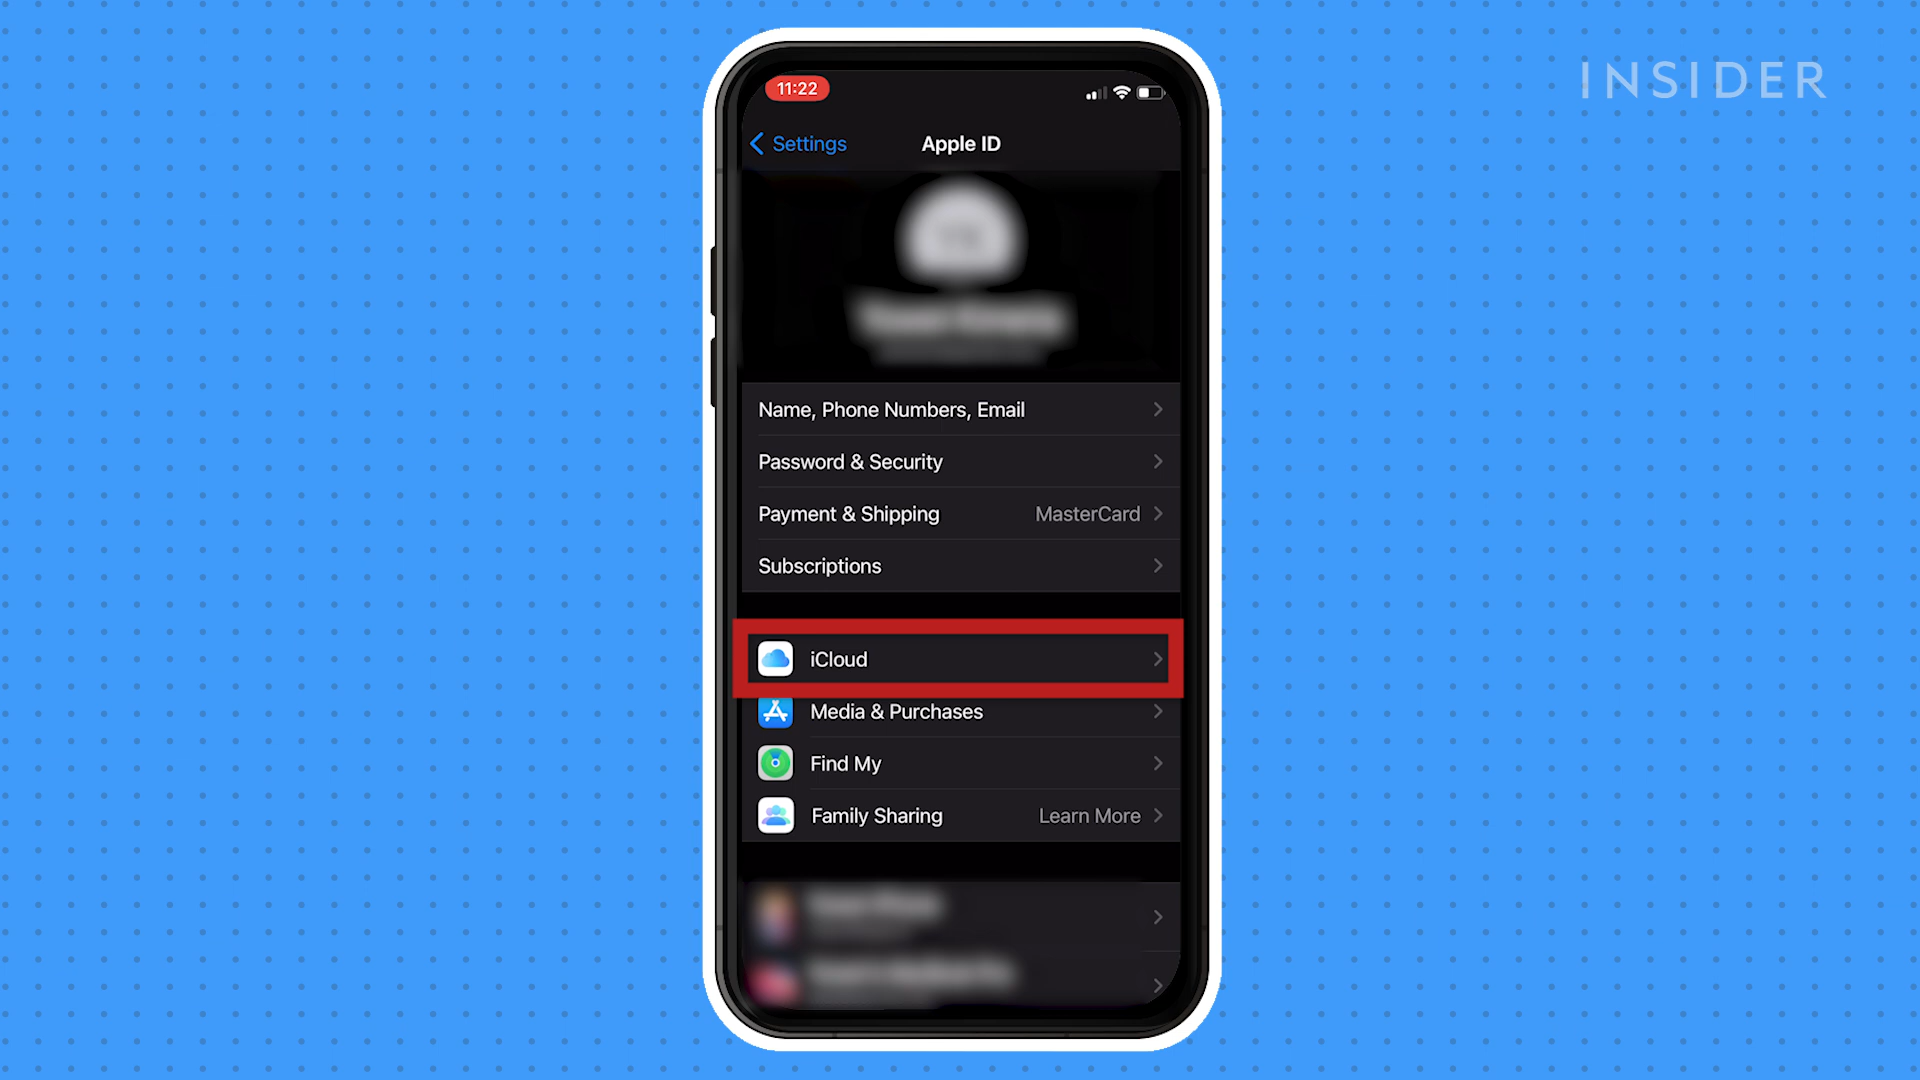 INSIDER
11:22
Settings
Apple ID
Name, Phone Numbers, Email
Password & Security
Payment & Shipping MasterCard
Subscriptions
iCloud
Media & Purchases
Find My
Family Sharing Learn More